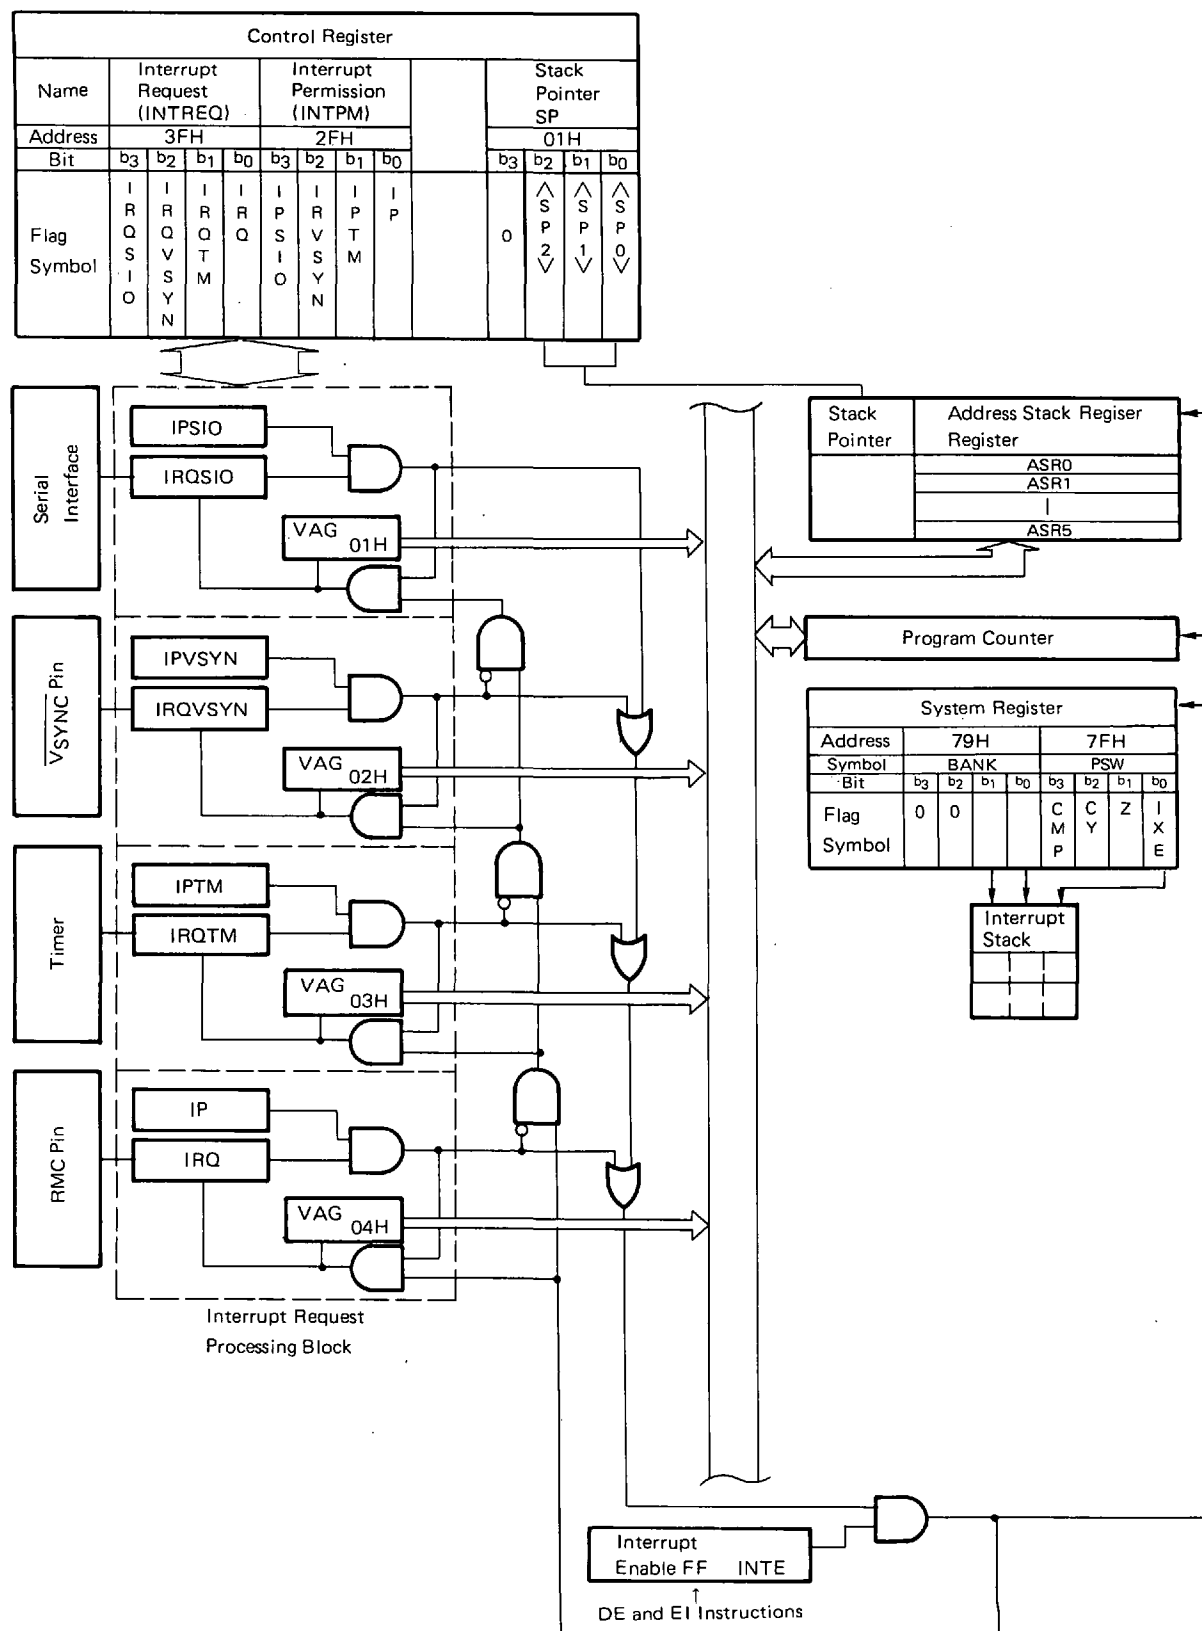 Control Register
Name
Interrupt
Request
(INTREQ)
Interrupt
Permission
(INTPM)
Stack
Pointer
SP
Address 3FH 2FH 01H
Bit b3 b2 b1 b0 b3 b2 b1 b0 b3 b2 b1 b0
Flag
Symbol
IRQSIO
IRQVSYN
IRQTM
IRQ
IPSIO
IRVSYN
IPTM
IP
0
<SP2>
<SP1>
<SP0>
Serial
Interface
IPSIO
IRQSIO
VAG
01H
VSYNC Pin
IPVSYN
IRQVSYN
VAG
02H
Timer
IPTM
IRQTM
VAG
03H
RMC Pin
IP
IRQ
VAG
04H
Interrupt Request
Processing Block
Stack
Pointer
Address Stack Regiser
Register
ASR0
ASR1
|
ASR5
Program Counter
System Register
Address 79H 7FH
Symbol BANK PSW
Bit b3 b2 b1 b0 b3 b2 b1 b0
Flag
Symbol
0
0
CMP
CY
Z
IXE
Interrupt
Stack
Interrupt
Enable FF INTE
DE and EI Instructions